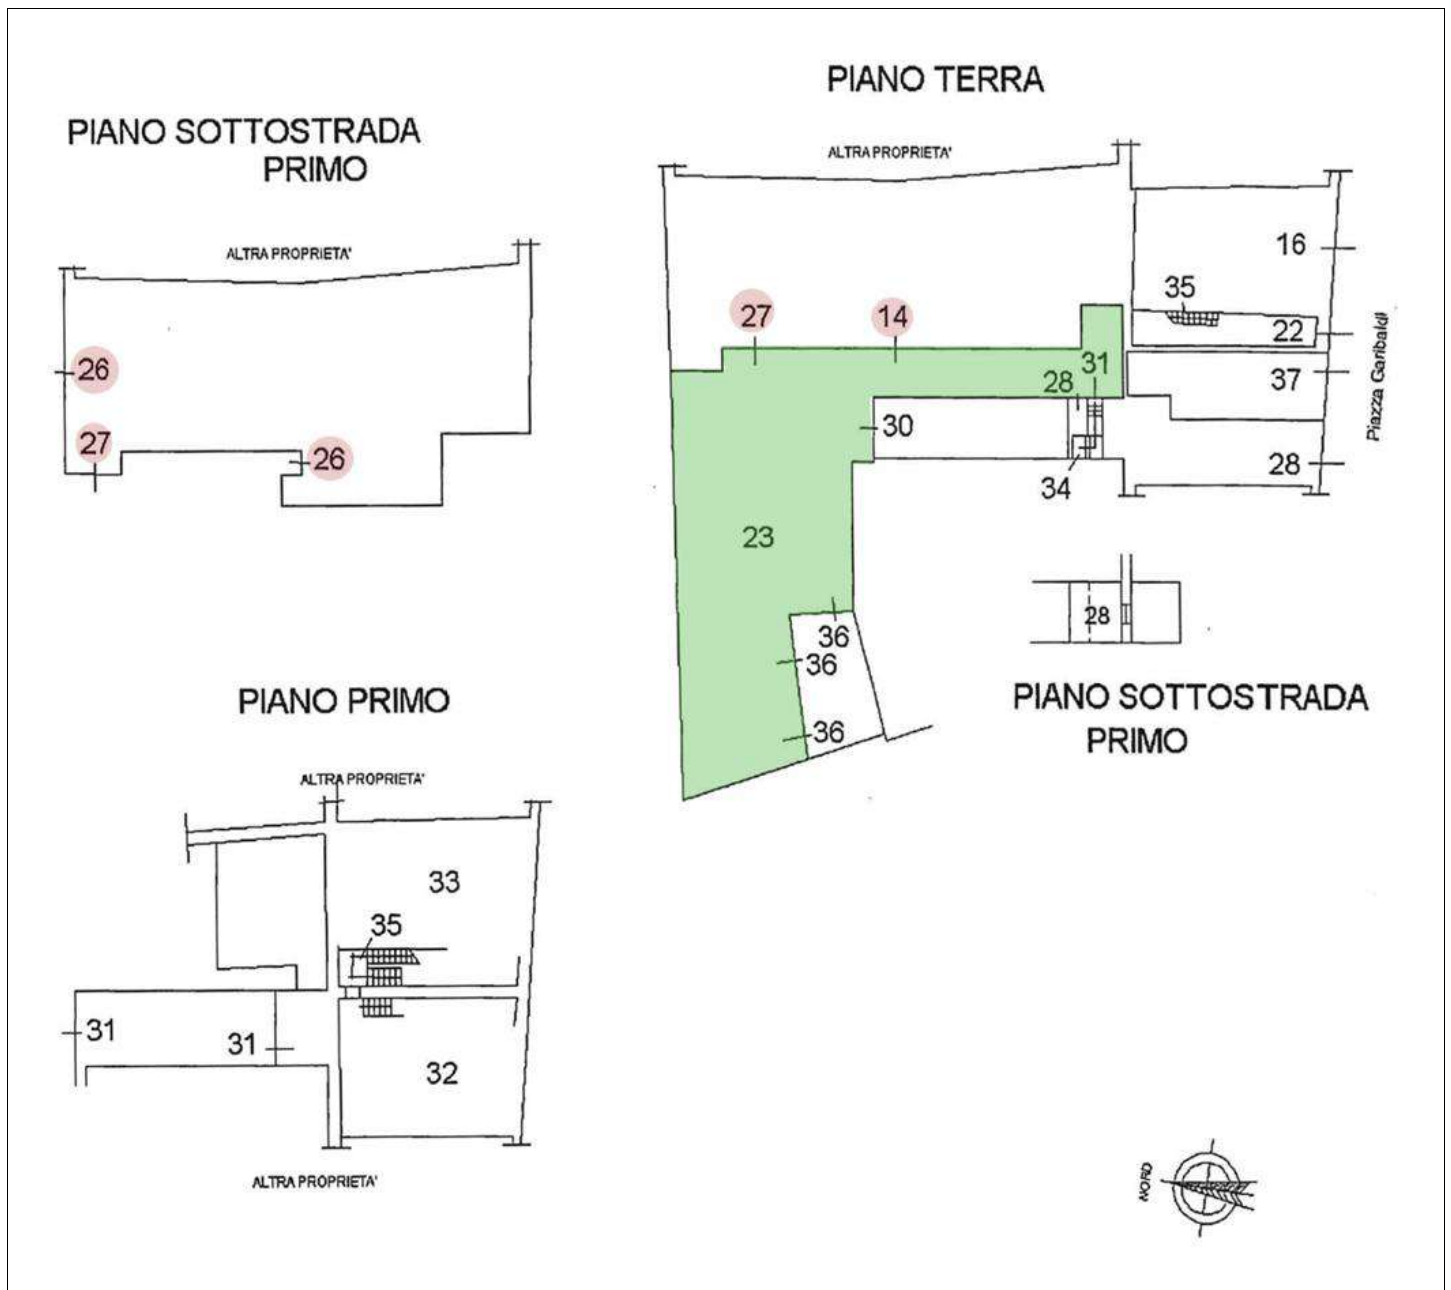 PIANO SOTTOSTRADA
PRIMO
ALTRA PROPRIETA'
26
27
26
PIANO TERRA
ALTRA PROPRIETA'
16
35
22
27
14
31
28
37
Piazza Garibaldi
30
28
34
23
36
36
36
28
PIANO SOTTOSTRADA
PRIMO
PIANO PRIMO
ALTRA PROPRIETA'
33
35
31
31
32
ALTRA PROPRIETA'
NORD